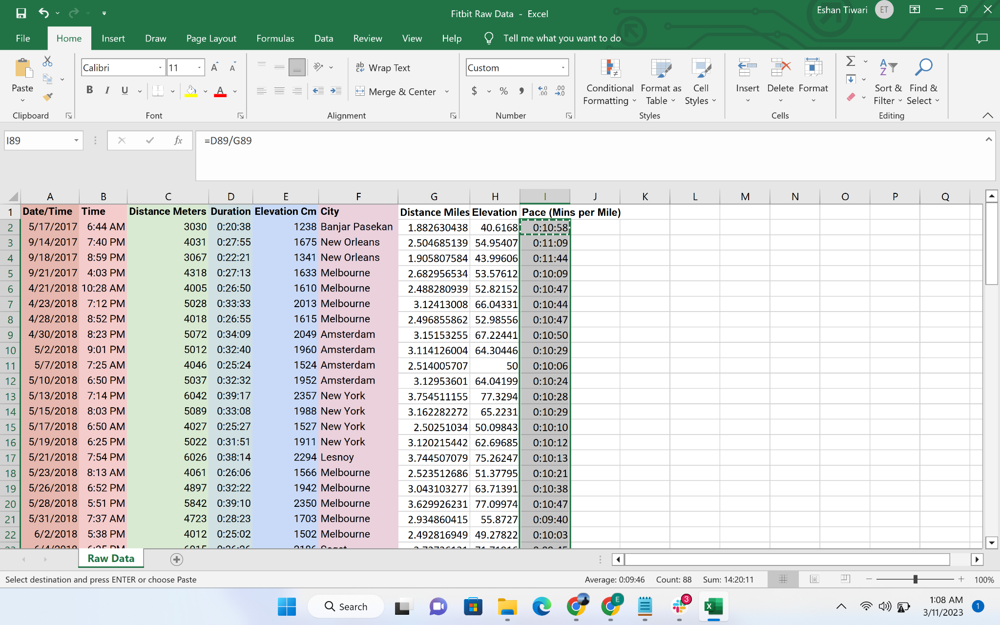 Fitbit Raw Data - Excel
Eshan Tiwari ET
File Home Insert Draw Page Layout Formulas Data Review View Help Tell me what you want to do
Paste
Clipboard
Calibri 11 A A
B I U A
Font
ab Wrap Text
Merge & Center
Alignment
Custom
$ % , .00 .00
Number
Conditional Formatting
Format as Table
Cell Styles
Styles
Insert Delete Format
Cells
Sort & Filter
Find & Select
Editing
I89 fx =D89/G89
A B C D E F G H I J K L M N O P Q
1 Date/Time Time Distance Meters Duration Elevation Cm City Distance Miles Elevation Pace (Mins per Mile)
2 5/17/2017 6:44 AM 3030 0:20:38 1238 Banjar Pasekan 1.882630438 40.6168 0:10:58
3 9/14/2017 7:40 PM 4031 0:27:55 1675 New Orleans 2.504685139 54.95407 0:11:09
4 9/18/2017 8:59 PM 3067 0:22:21 1341 New Orleans 1.905807584 43.99606 0:11:44
5 9/21/2017 4:03 PM 4318 0:27:13 1633 Melbourne 2.682956534 53.57612 0:10:09
6 4/21/2018 10:28 AM 4005 0:26:50 1610 Melbourne 2.488280939 52.82152 0:10:47
7 4/23/2018 7:12 PM 5028 0:33:33 2013 Melbourne 3.12413008 66.04331 0:10:44
8 4/28/2018 8:52 PM 4018 0:26:55 1615 Melbourne 2.496855862 52.98556 0:10:47
9 4/30/2018 8:23 PM 5072 0:34:09 2049 Amsterdam 3.15153255 67.22441 0:10:50
10 5/2/2018 9:01 PM 5012 0:32:40 1960 Amsterdam 3.114126004 64.30446 0:10:29
11 5/7/2018 7:25 AM 4046 0:25:24 1524 Amsterdam 2.514005707 50 0:10:06
12 5/10/2018 6:50 PM 5037 0:32:32 1952 Amsterdam 3.12953601 64.04199 0:10:24
13 5/13/2018 7:14 PM 6042 0:39:17 2357 New York 3.754511155 77.3294 0:10:28
14 5/15/2018 8:03 PM 5089 0:33:08 1988 New York 3.162282272 65.2231 0:10:29
15 5/17/2018 6:50 AM 4027 0:25:27 1527 New York 2.50251034 50.09843 0:10:10
16 5/19/2018 6:25 PM 5022 0:31:51 1911 New York 3.120215442 62.69685 0:10:12
17 5/21/2018 7:54 PM 6026 0:38:14 2294 Lesnoy 3.744507079 75.26247 0:10:13
18 5/23/2018 8:13 AM 4061 0:26:06 1566 Melbourne 2.523512686 51.37795 0:10:21
19 5/26/2018 6:52 PM 4897 0:32:22 1942 Melbourne 3.043103277 63.71391 0:10:38
20 5/28/2018 5:51 PM 5842 0:39:10 2350 Melbourne 3.629926231 77.09974 0:10:47
21 5/31/2018 7:37 AM 4723 0:28:23 1703 Melbourne 2.934860415 55.8727 0:09:40
22 6/2/2018 5:38 PM 4012 0:25:02 1502 Melbourne 2.492816949 49.27822 0:10:03
Raw Data
Select destination and press ENTER or choose Paste
Average: 0:09:46 Count: 88 Sum: 14:20:11 100%
Search
E
3
1:08 AM
3/11/2023
1